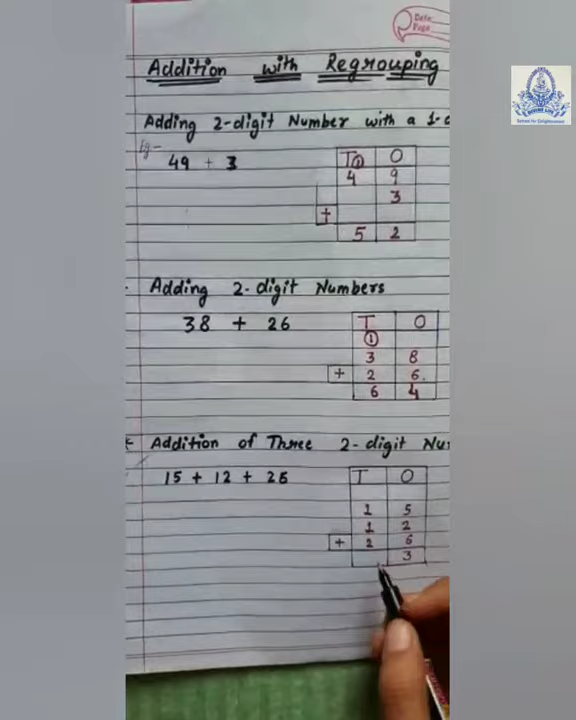 Date
Page
Addition with Regrouping
Adding 2-digit Number with a 1-d
Eg-
49 + 3
T ① O
4 9
3
+
5 2
Adding 2-digit Numbers
38 + 26
T O
①
3 8
+ 2 6
6 4
Addition of Three 2-digit Nu
15 + 12 + 26
T O
1 5
1 2
+ 2 6
3